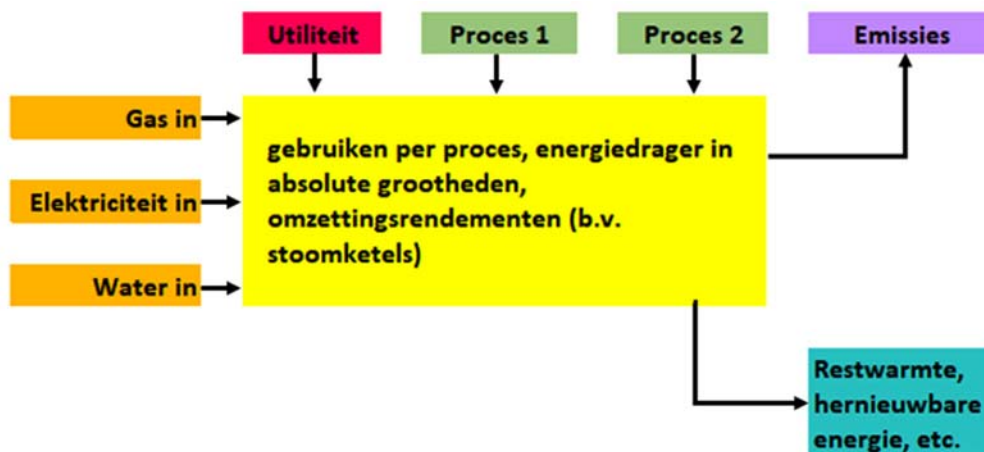 Utiliteit
Proces 1
Proces 2
Emissies
Gas in
Elektriciteit in
Water in
gebruiken per proces, energiedrager in
absolute grootheden,
omzettingsrendementen (b.v.
stoomketels)
Restwarmte,
hernieuwbare
energie, etc.